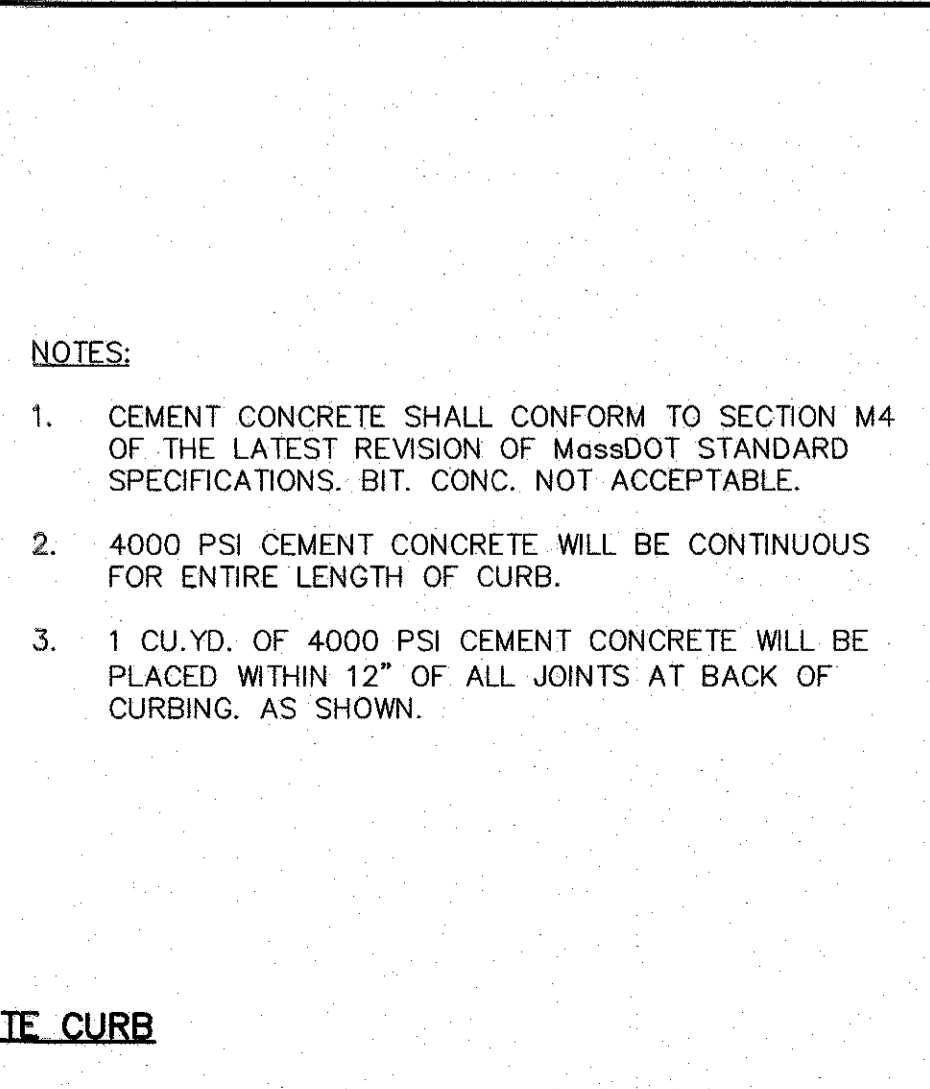 NOTES:
1. CEMENT CONCRETE SHALL CONFORM TO SECTION M4
OF THE LATEST REVISION OF MassDOT STANDARD
SPECIFICATIONS. BIT. CONC. NOT ACCEPTABLE.
2. 4000 PSI CEMENT CONCRETE WILL BE CONTINUOUS
FOR ENTIRE LENGTH OF CURB.
3. 1 CU.YD. OF 4000 PSI CEMENT CONCRETE WILL BE
PLACED WITHIN 12" OF ALL JOINTS AT BACK OF
CURBING. AS SHOWN.
TE CURB